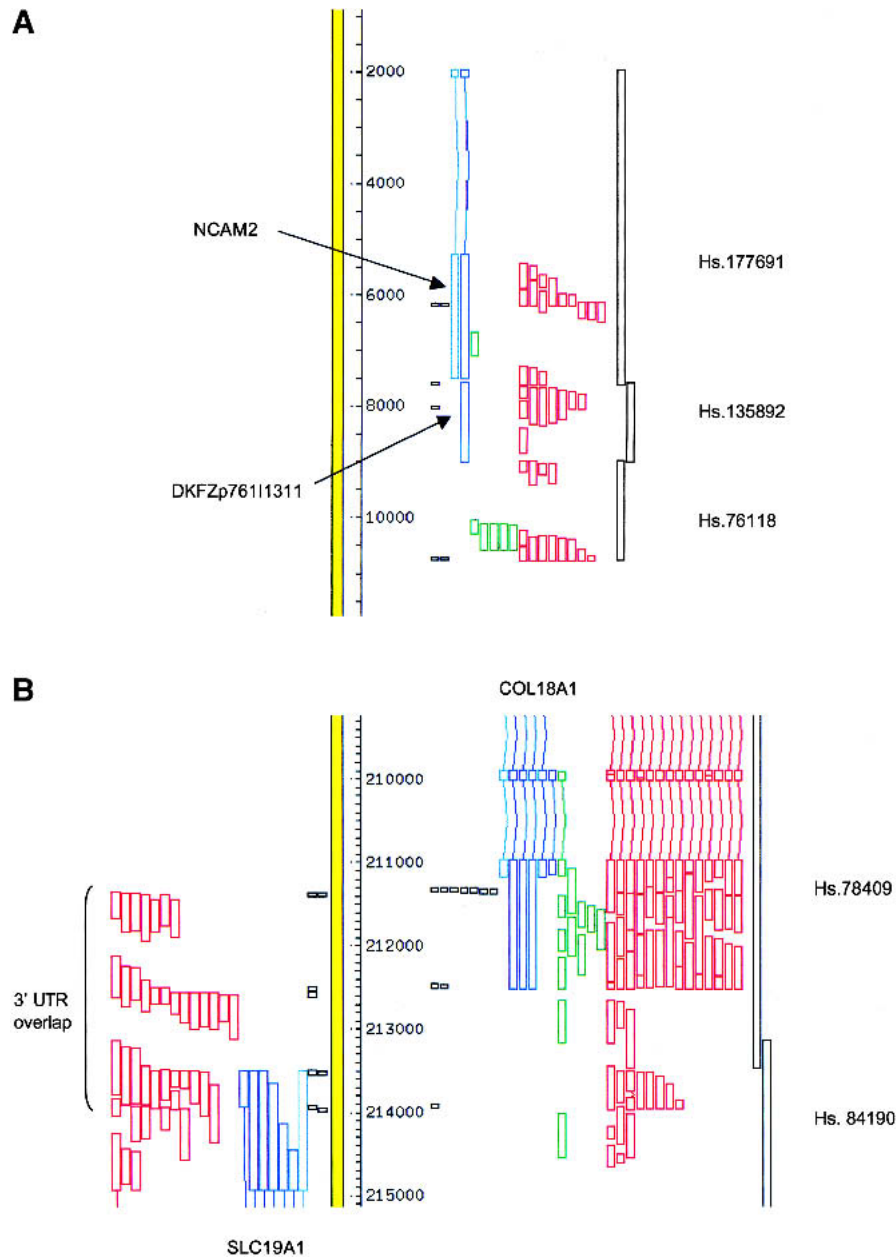 A
2000
4000
NCAM2
Hs.177691
6000
8000
Hs.135892
DKFZp761I1311
10000
Hs.76118
B
COL18A1
210000
211000
Hs.78409
212000
3' UTR
overlap
213000
214000
Hs. 84190
215000
SLC19A1